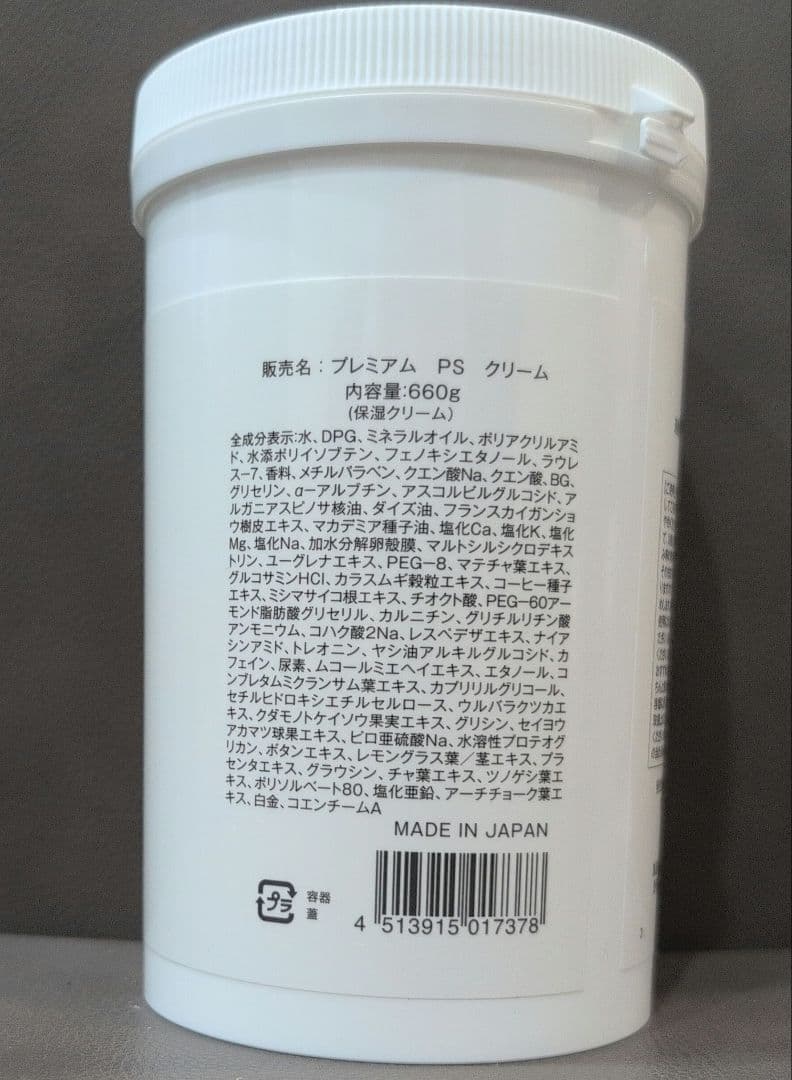 販売名：プレミアム　PS　クリーム
内容量:660g
(保湿クリーム)
全成分表示:水、DPG、ミネラルオイル、ポリアクリルアミ
ド、水添ポリイソブテン、フェノキシエタノール、ラウレ
ス−7、香料、メチルパラベン、クエン酸Na、クエン酸、BG、
グリセリン、α−アルブチン、アスコルビルグルコシド、ア
ルガニアスピノサ核油、ダイズ油、フランスカイガンショ
ウ樹皮エキス、マカデミア種子油、塩化Ca、塩化K、塩化
Mg、塩化Na、加水分解卵殻膜、マルトシルシクロデキス
トリン、ユーグレナエキス、PEG−8、マテチャ葉エキス、
グルコサミンHCl、カラスムギ穀粒エキス、コーヒー種子
エキス、ミシマサイコ根エキス、チオクト酸、PEG−60アー
モンド脂肪酸グリセリル、カルニチン、グリチルリチン酸
アンモニウム、コハク酸2Na、レスペデザエキス、ナイア
シンアミド、トレオニン、ヤシ油アルキルグルコシド、カ
フェイン、尿素、ムコールミエヘイエキス、エタノール、コ
ンブレタムミクランサム葉エキス、カプリリルグリコール、
セチルヒドロキシエチルセルロース、ウルバラクツカエ
キス、クダモノトケイソウ果実エキス、グリシン、セイヨウ
アカマツ球果エキス、ピロ亜硫酸Na、水溶性プロテオグ
リカン、ボタンエキス、レモングラス葉／茎エキス、プラ
センタエキス、グラウシン、チャ葉エキス、ツノゲシ葉エ
キス、ポリソルベート80、塩化亜鉛、アーチチョーク葉エ
キス、白金、コエンチームA
MADE IN JAPAN
プラ
容器
蓋
4 513915 017378